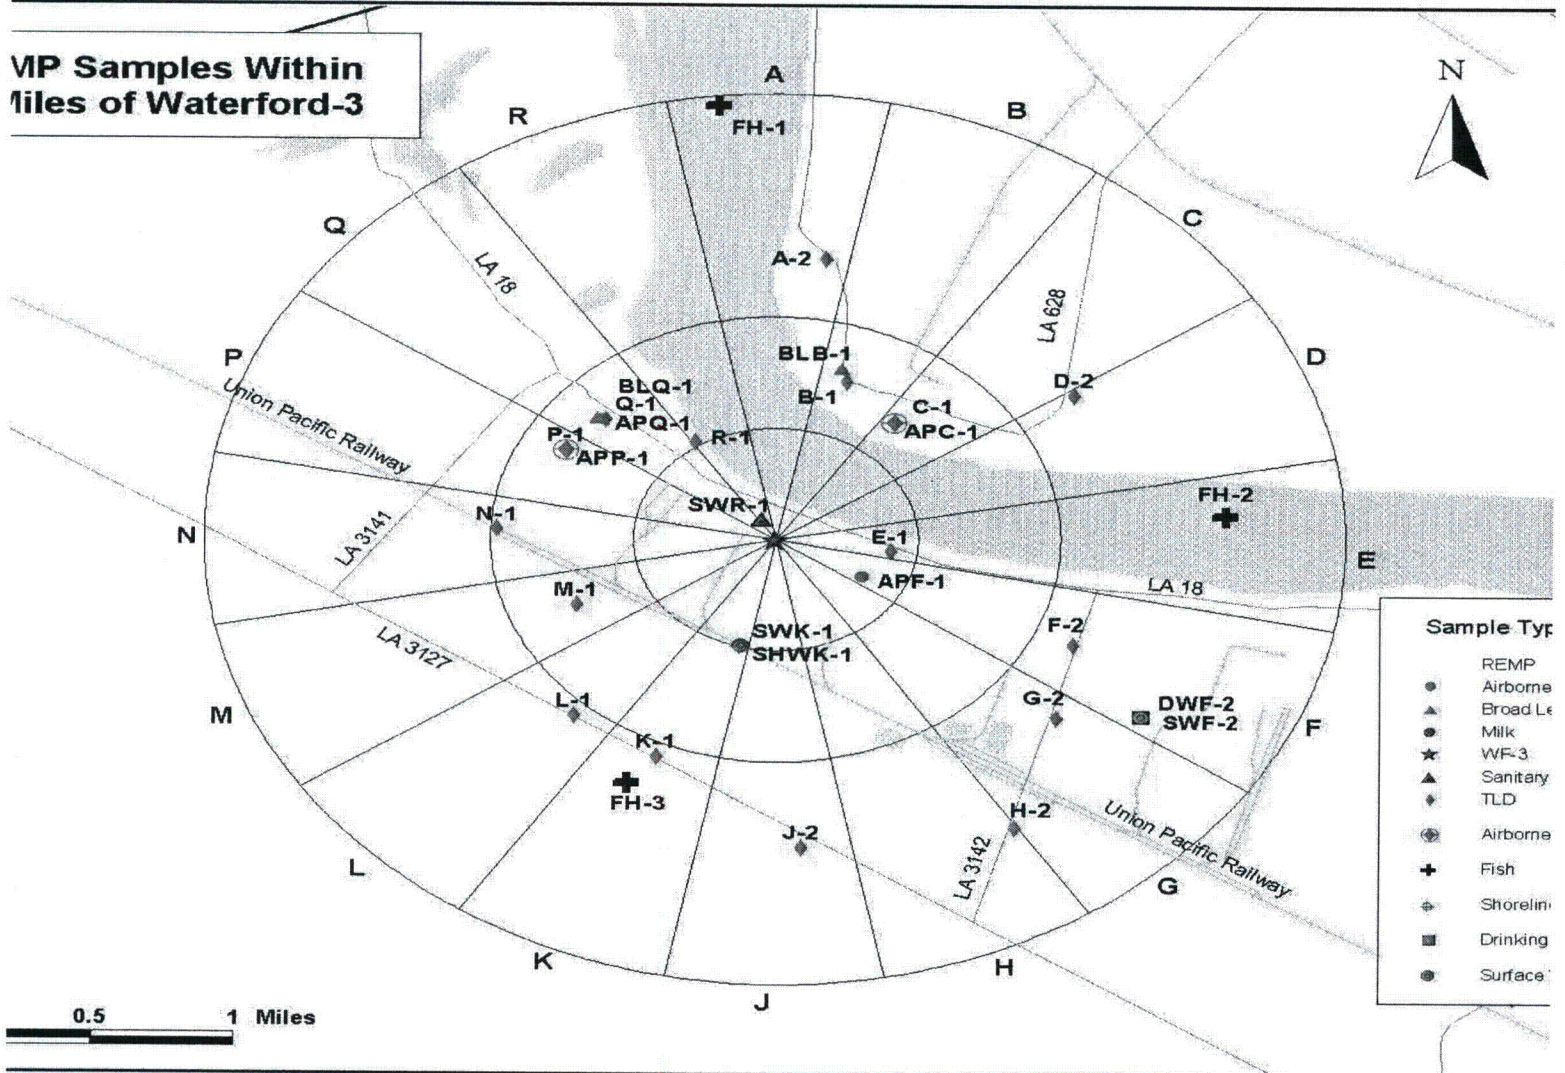 MP Samples Within
Miles of Waterford-3
N
A
B
R
C
Q
D
P
E
N
F
M
G
L
H
K
J
FH-1
A-2
LA 18
LA 628
BLB-1
B-1
D-2
BLQ-1
Q-1
APQ-1
C-1
APC-1
R-1
P-1
APP-1
Union Pacific Railway
FH-2
SWR-1
N-1
E-1
LA 3141
APF-1
LA 18
M-1
SWK-1
SHWK-1
F-2
LA 3127
L-1
G-2
DWF-2
SWF-2
K-1
FH-3
J-2
H-2
Union Pacific Railway
LA 3142
Sample Typ
REMP
Airborne
Broad Le
Milk
WF-3
Sanitary
TLD
Airborne
Fish
Shorelin
Drinking
Surface
0.5 1 Miles